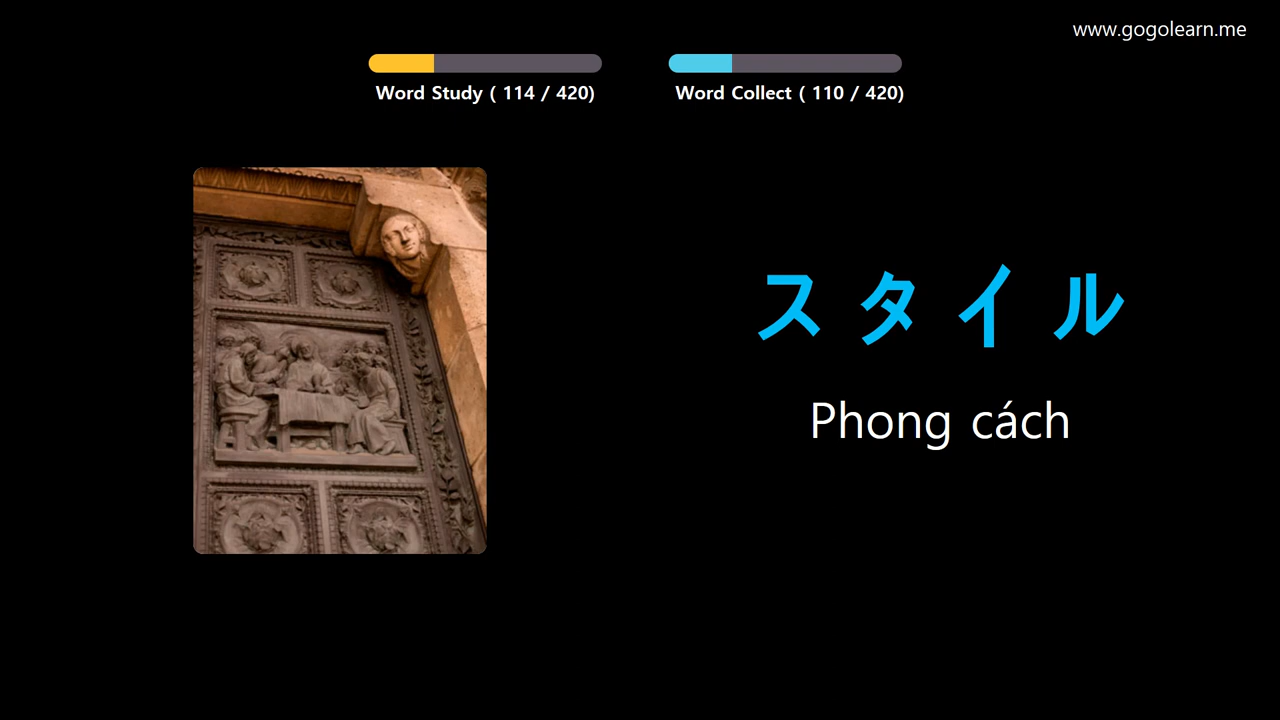 www.gogolearn.me
Word Study ( 114 / 420)
Word Collect ( 110 / 420)
スタイル
Phong cách